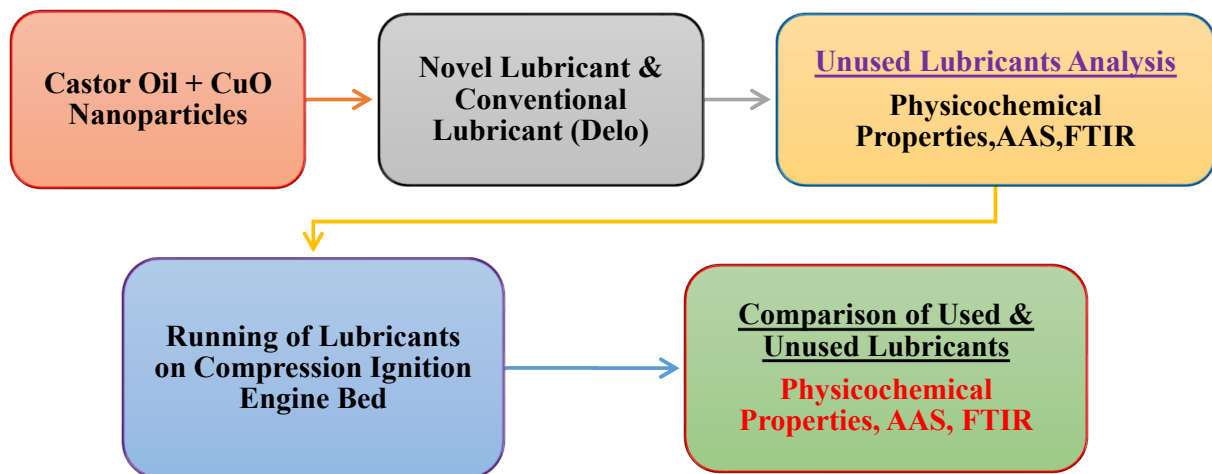 Castor Oil + CuO
Nanoparticles
Novel Lubricant &
Conventional
Lubricant (Delo)
Unused Lubricants Analysis
Physicochemical
Properties,AAS,FTIR
Running of Lubricants
on Compression Ignition
Engine Bed
Comparison of Used &
Unused Lubricants
Physicochemical
Properties, AAS, FTIR